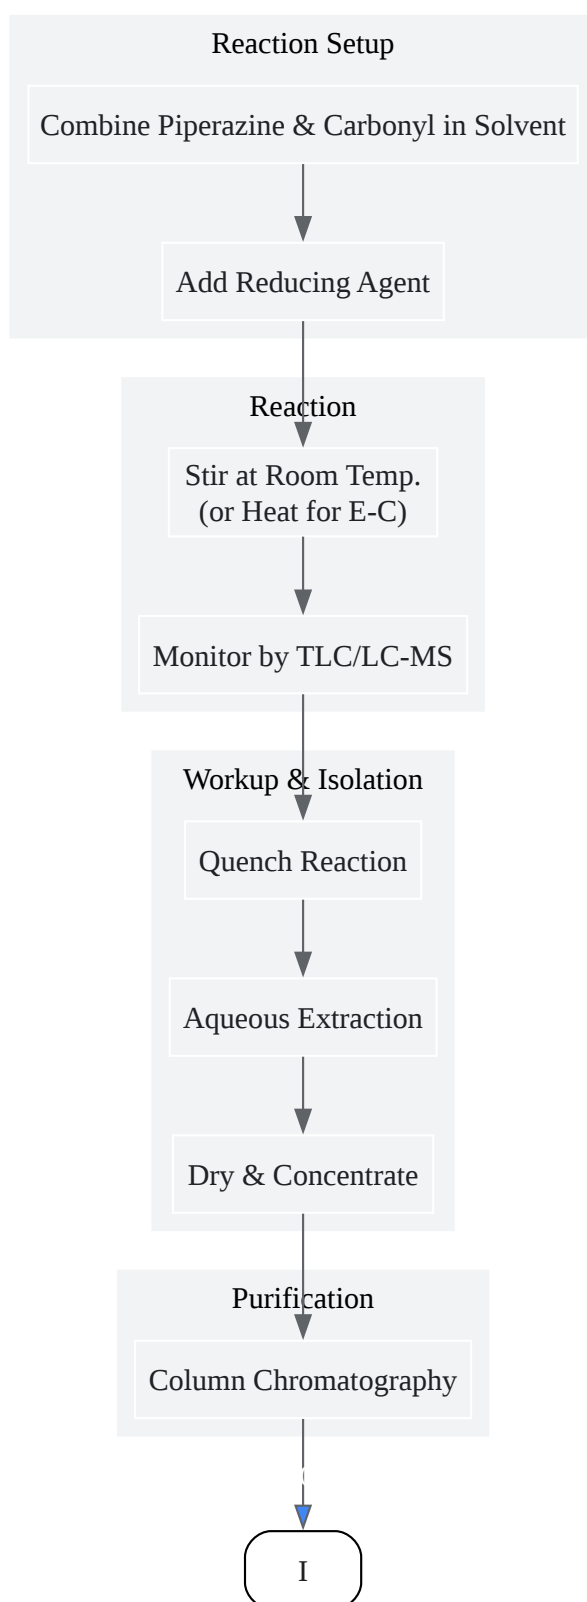 Reaction Setup
Combine Piperazine & Carbonyl in Solvent
Add Reducing Agent
Reaction
Stir at Room Temp.
(or Heat for E-C)
Monitor by TLC/LC-MS
Workup & Isolation
Quench Reaction
Aqueous Extraction
Dry & Concentrate
Purification
Column Chromatography
I